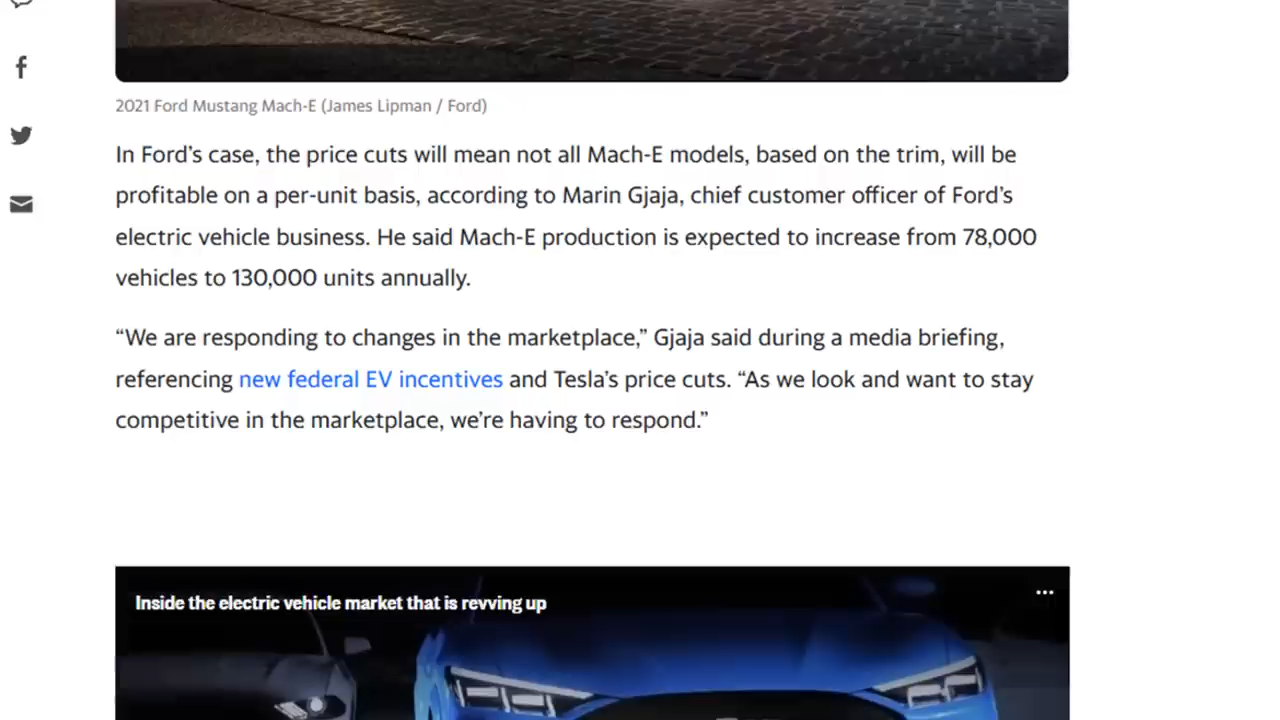 2021 Ford Mustang Mach-E (James Lipman / Ford)
In Ford’s case, the price cuts will mean not all Mach-E models, based on the trim, will be
profitable on a per-unit basis, according to Marin Gjaja, chief customer officer of Ford’s
electric vehicle business. He said Mach-E production is expected to increase from 78,000
vehicles to 130,000 units annually.
“We are responding to changes in the marketplace,” Gjaja said during a media briefing,
referencing new federal EV incentives and Tesla’s price cuts. “As we look and want to stay
competitive in the marketplace, we’re having to respond.”
Inside the electric vehicle market that is revving up